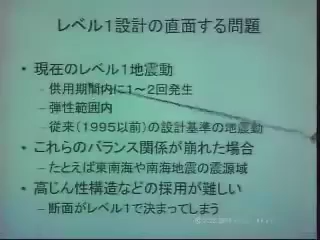 レベル1設計の直面する問題
• 現在のレベル1地震動
– 供用期間内に1～2回発生
– 弾性範囲内
– 従来(1995以前)の設計基準の地震動
• これらのバランス関係が崩れた場合
– たとえば東南海や南海地震の震源域
• 高じん性構造などの採用が難しい
– 断面がレベル1で決まってしまう